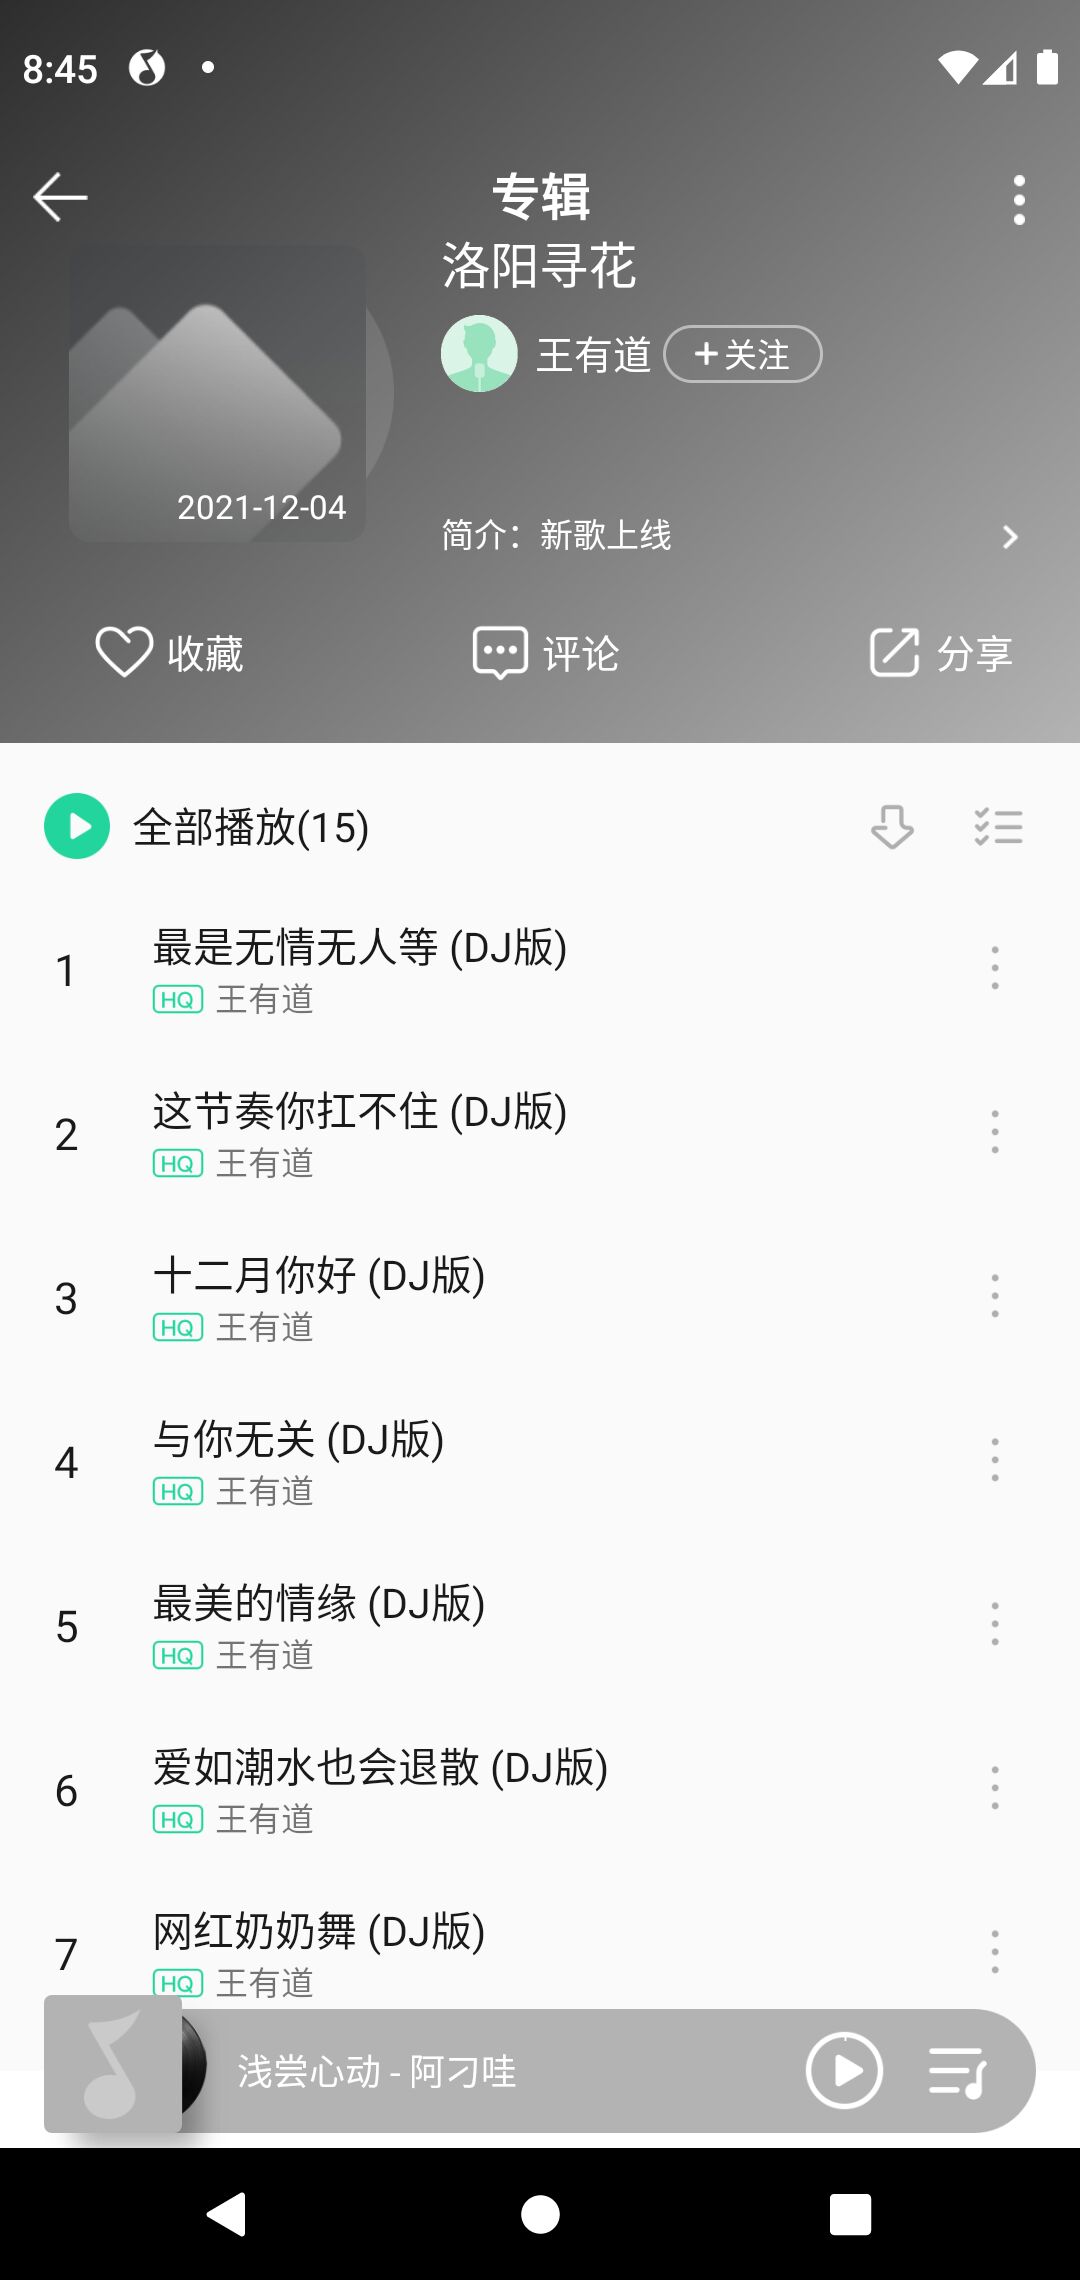 8:45
专辑
洛阳寻花
王有道
+关注
2021-12-04
简介：新歌上线
收藏
评论
分享
全部播放(15)
1
最是无情无人等 (DJ版)
HQ 王有道
2
这节奏你扛不住 (DJ版)
HQ 王有道
3
十二月你好 (DJ版)
HQ 王有道
4
与你无关 (DJ版)
HQ 王有道
5
最美的情缘 (DJ版)
HQ 王有道
6
爱如潮水也会退散 (DJ版)
HQ 王有道
7
网红奶奶舞 (DJ版)
HQ 王有道
浅尝心动 - 阿刁哇